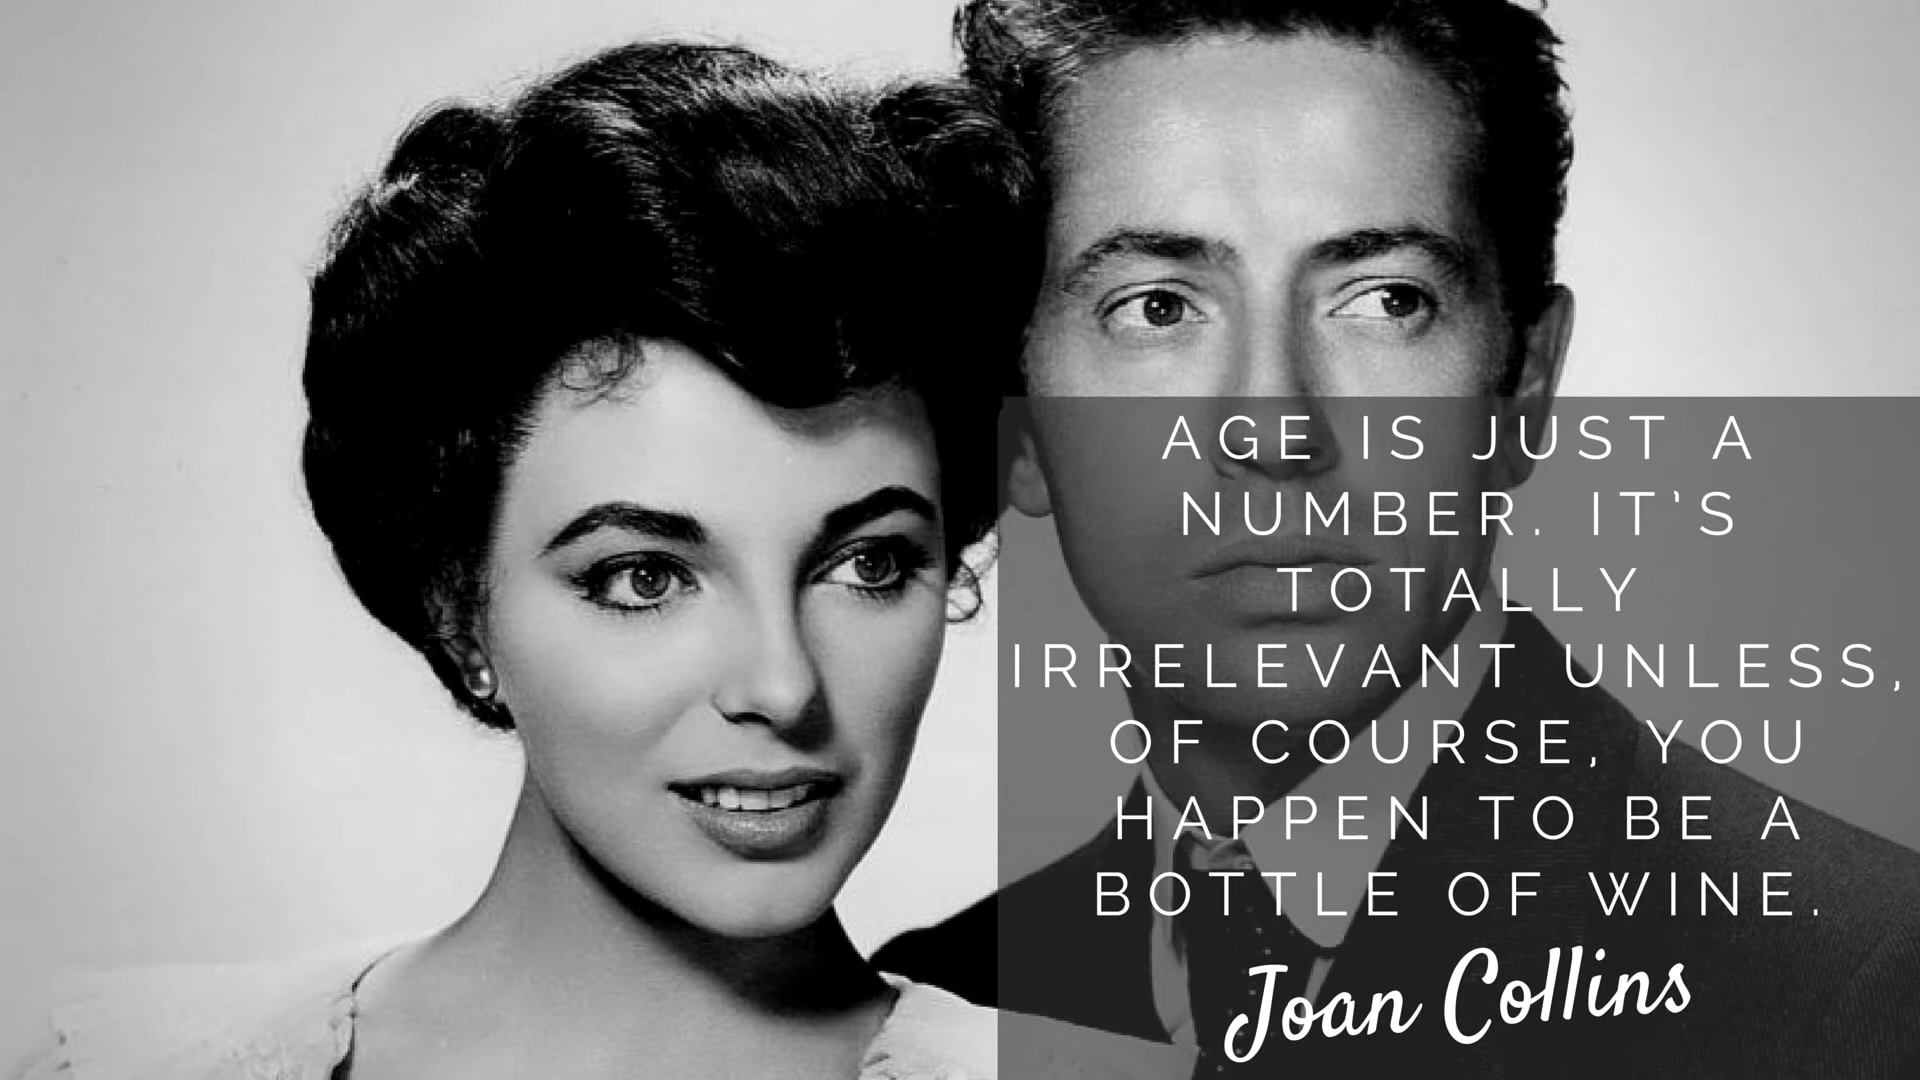 AGE IS JUST A
NUMBER. IT'S
TOTALLY
IRRELEVANT UNLESS,
OF COURSE, YOU
HAPPEN TO BE A
BOTTLE OF WINE.
Joan Collins